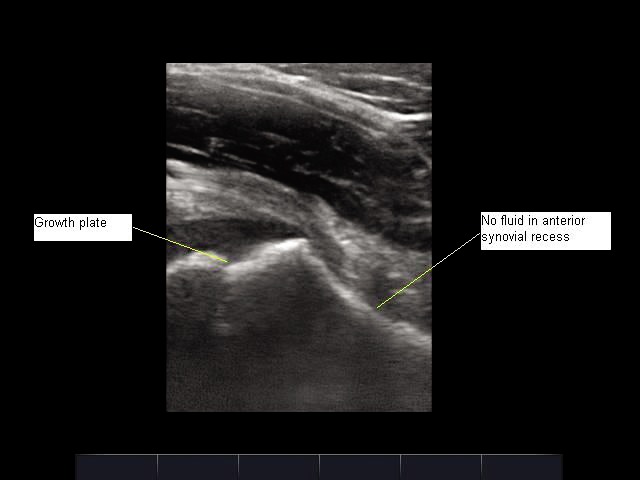 Growth plate
No fluid in anterior
synovial recess